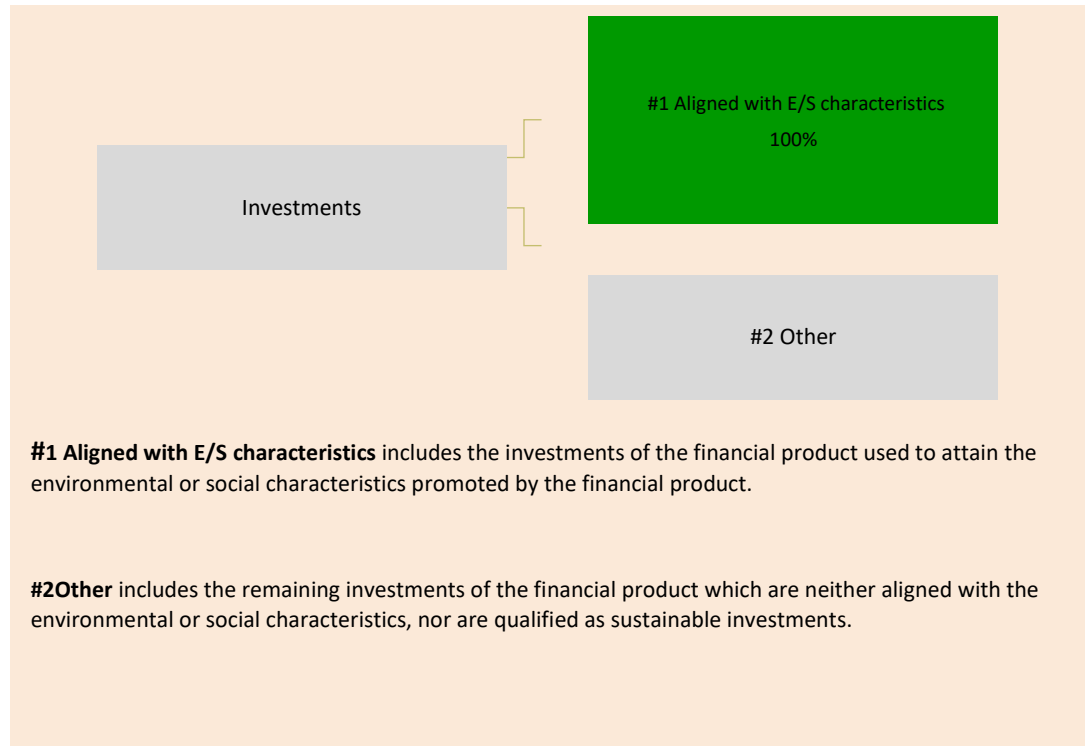 #1 Aligned with E/S characteristics
100%
Investments
#2 Other
#1 Aligned with E/S characteristics includes the investments of the financial product used to attain the
environmental or social characteristics promoted by the financial product.
#2Other includes the remaining investments of the financial product which are neither aligned with the
environmental or social characteristics, nor are qualified as sustainable investments.